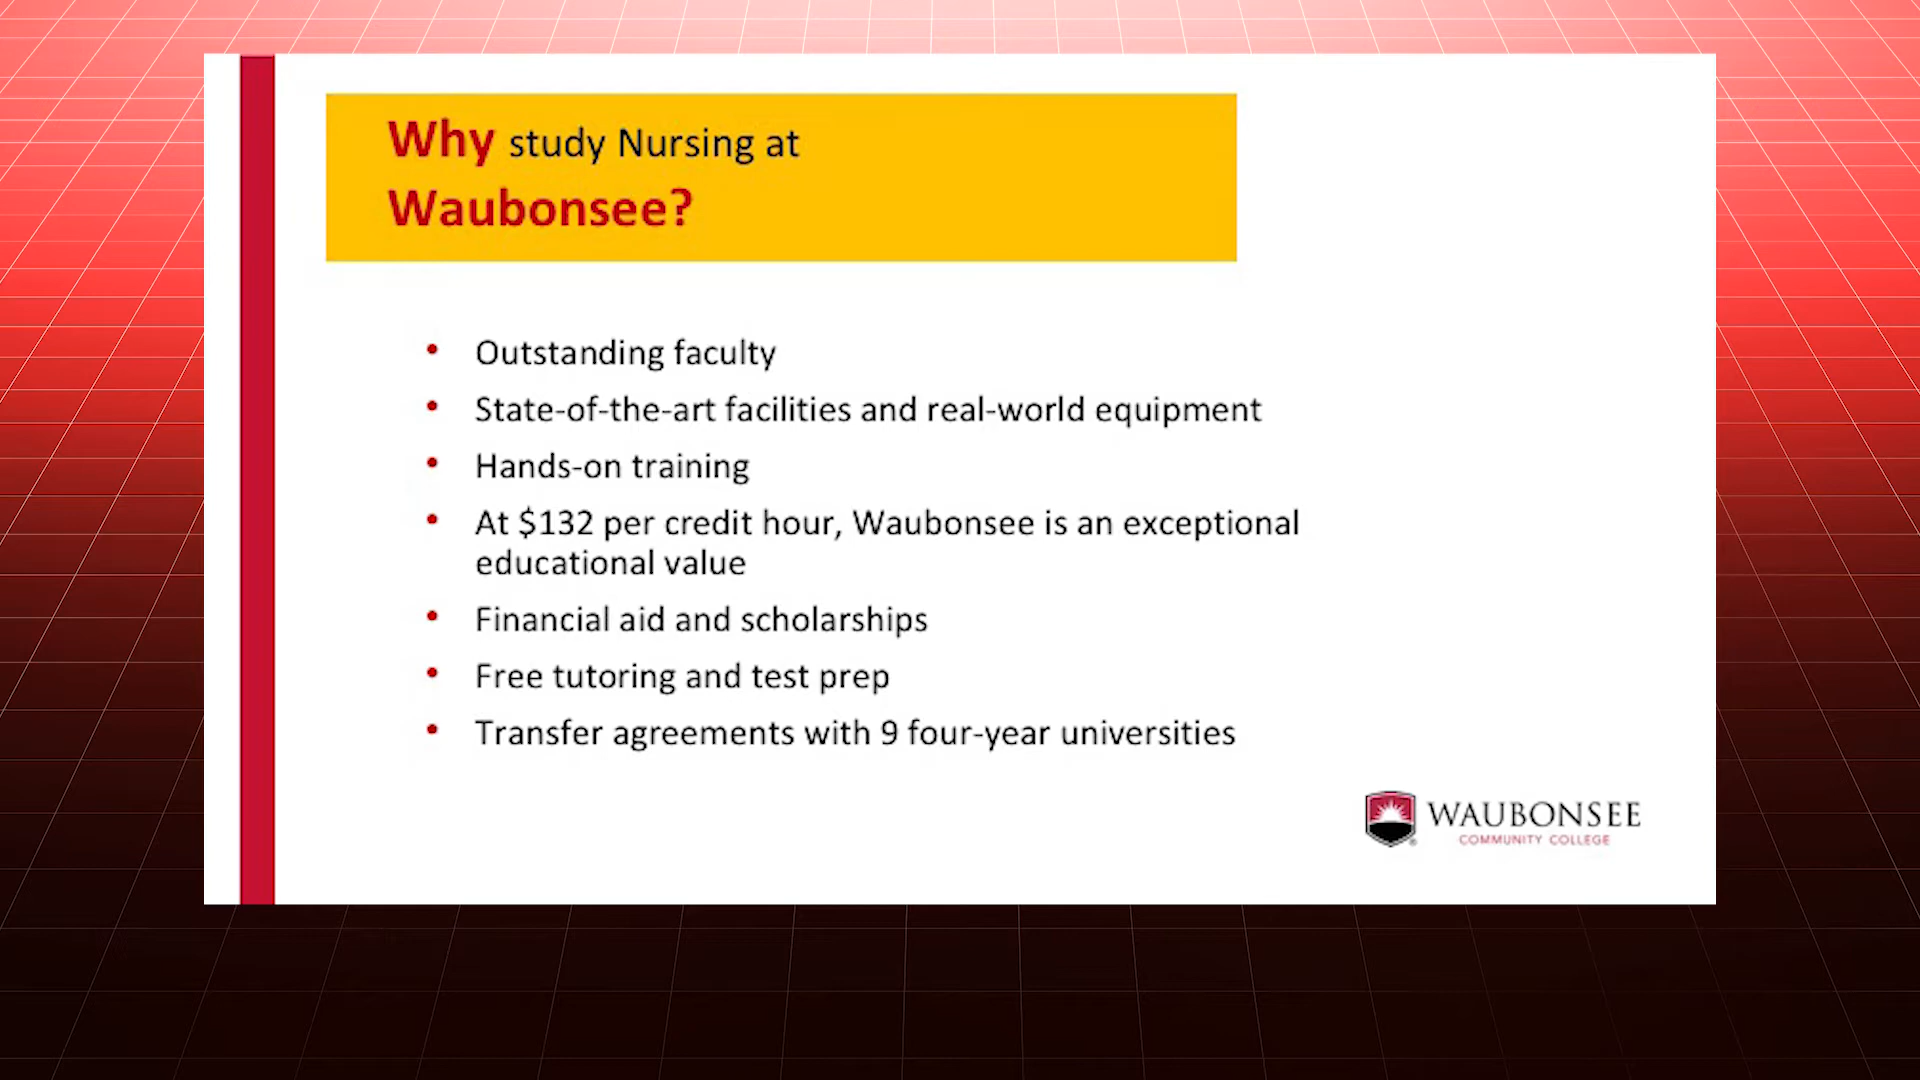 Why study Nursing at
Waubonsee?
• Outstanding faculty
• State-of-the-art facilities and real-world equipment
• Hands-on training
• At $132 per credit hour, Waubonsee is an exceptional
educational value
• Financial aid and scholarships
• Free tutoring and test prep
• Transfer agreements with 9 four-year universities
WAUBONSEE
COMMUNITY COLLEGE